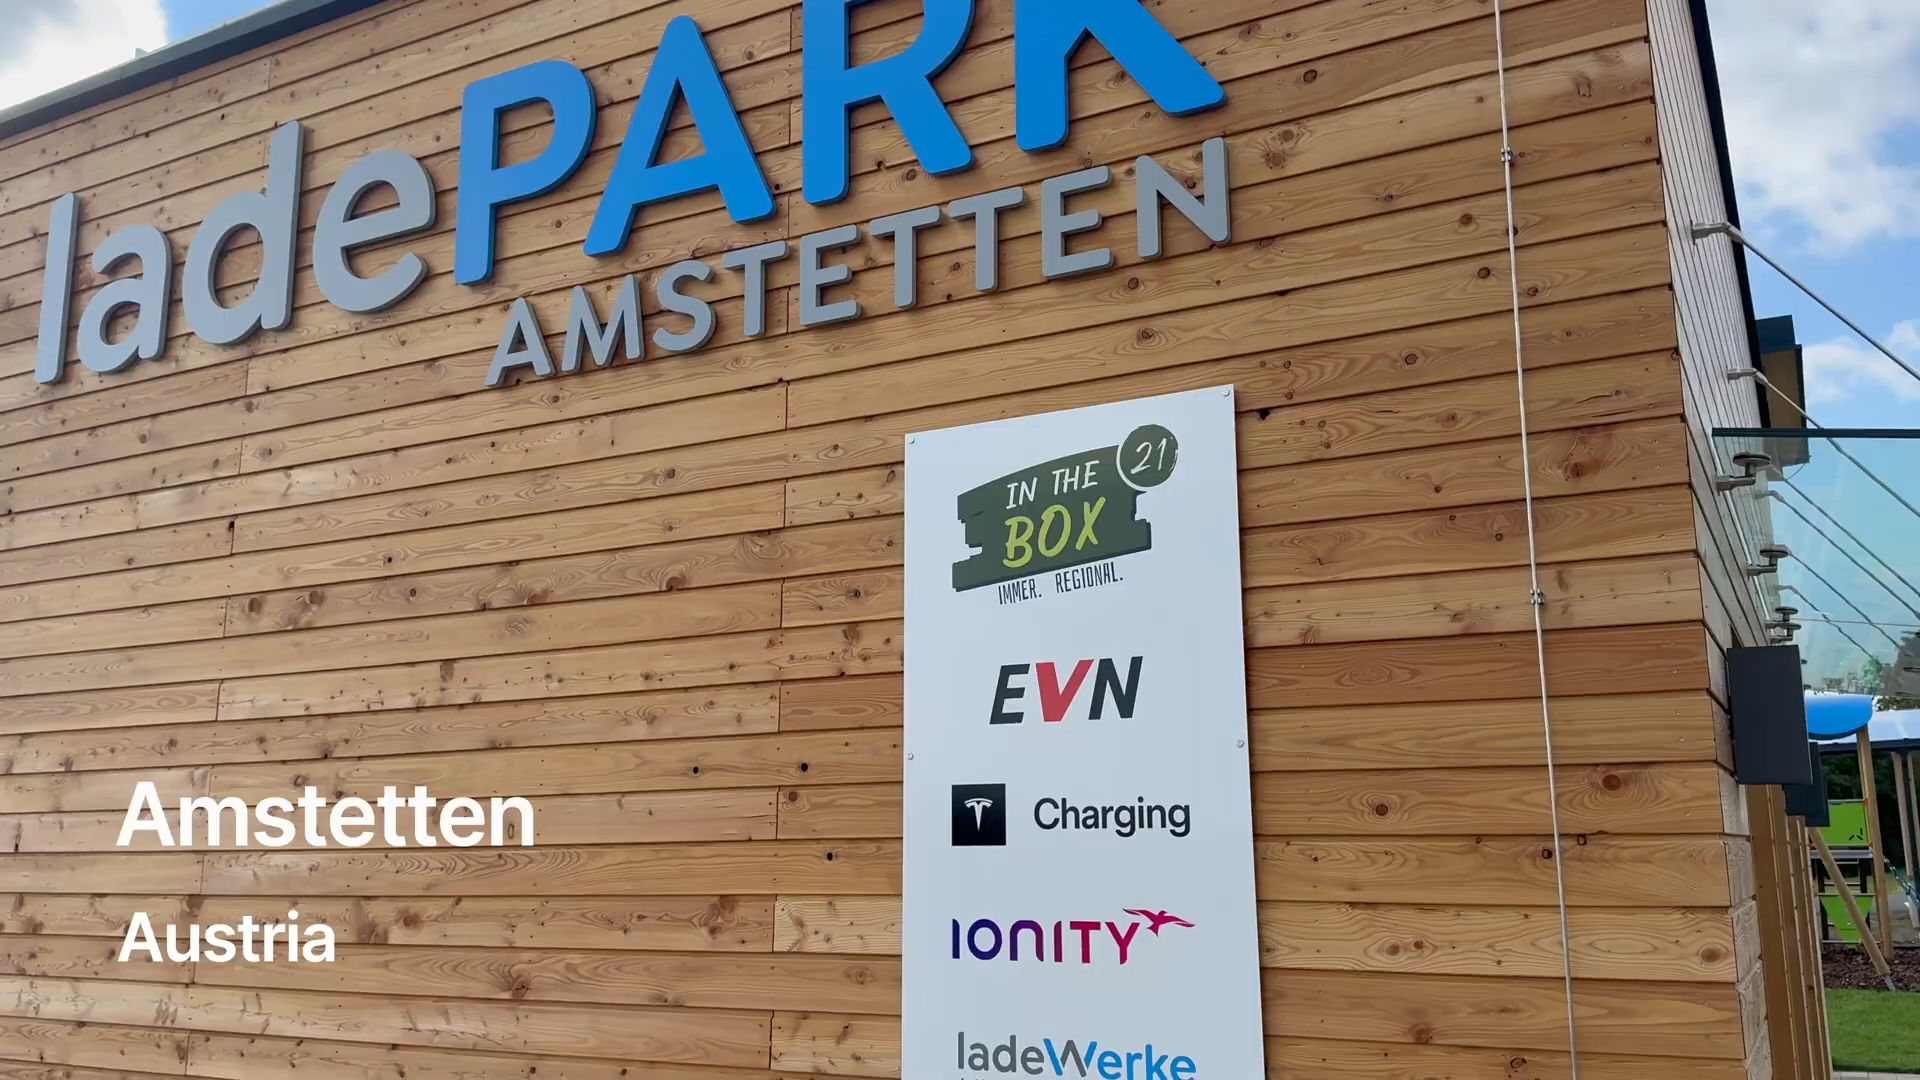 ladePARK
AMSTETTEN
21
IN THE
BOX
IMMER. REGIONAL.
EVN
Charging
IONITY
ladeWerke
Amstetten
Austria